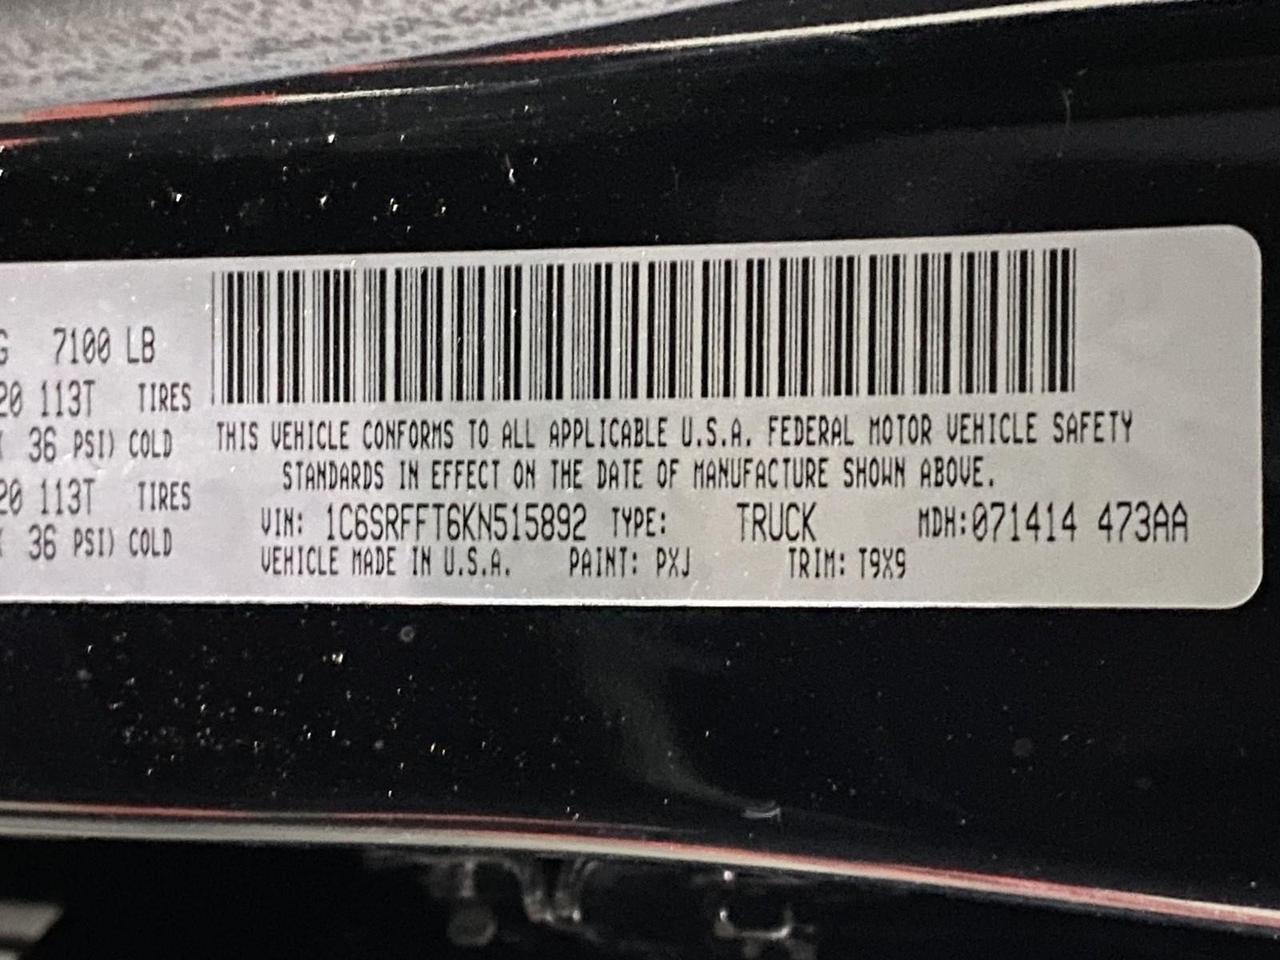 G 7100 LB
20 113T TIRES
36 PSI) COLD
20 113T TIRES
36 PSI) COLD
THIS VEHICLE CONFORMS TO ALL APPLICABLE U.S.A. FEDERAL MOTOR VEHICLE SAFETY
STANDARDS IN EFFECT ON THE DATE OF MANUFACTURE SHOWN ABOVE.
VIN: 1C6SRFFT6KN515892 TYPE: TRUCK MDH:071414 473AA
VEHICLE MADE IN U.S.A. PAINT: PXJ TRIM: T9X9